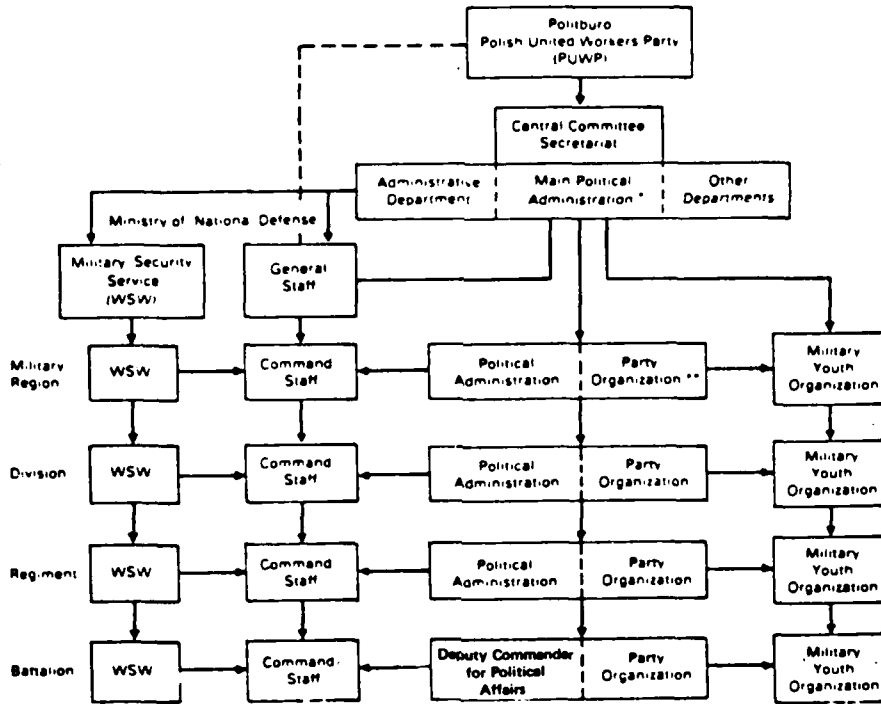 Politburo
Polish United Workers Party
(PUWP)
Central Committee
Secretariat
Administrative
Department
Main Political
Administration*
Other
Departments
Ministry of National Defense
Military Security
Service
(WSW)
General
Staff
Military
Region
WSW
Command
Staff
Political
Administration
Party
Organization**
Military
Youth
Organization
Division
WSW
Command
Staff
Political
Administration
Party
Organization
Military
Youth
Organization
Regiment
WSW
Command
Staff
Political
Administration
Party
Organization
Military
Youth
Organization
Battalion
WSW
Command
Staff
Deputy Commander
for Political
Affairs
Party
Organization
Military
Youth
Organization